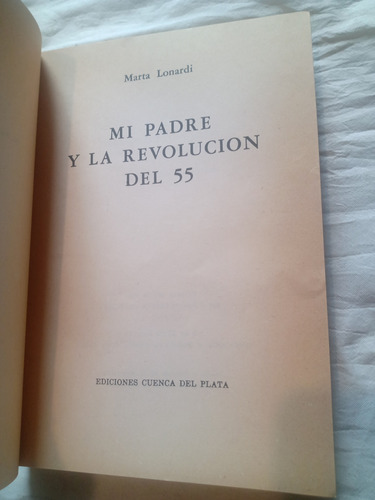 Marta Lonardi
MI PADRE
Y LA REVOLUCION
DEL 55
EDICIONES CUENCA DEL PLATA